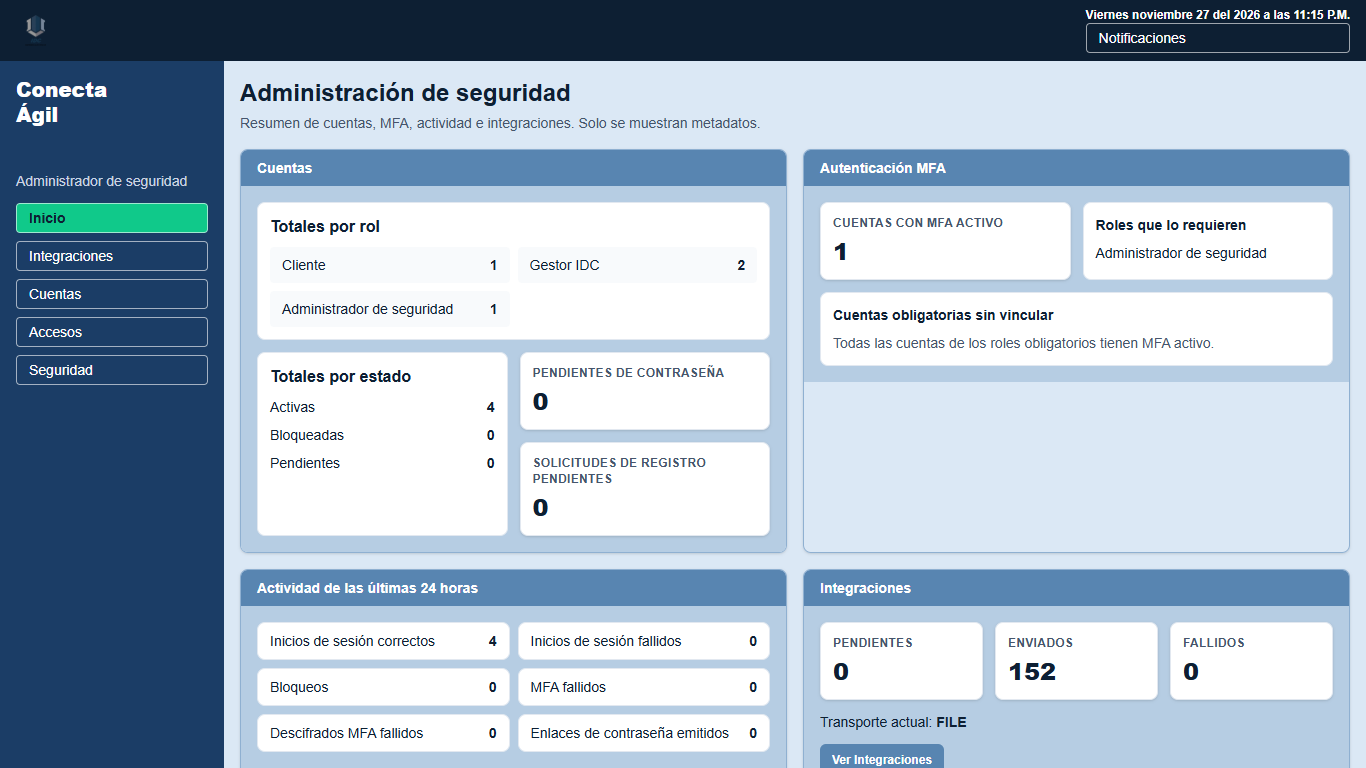 Viernes noviembre 27 del 2026 a las 11:15 P.M.
Notificaciones
Conecta
Ágil
Administrador de seguridad
Inicio
Integraciones
Cuentas
Accesos
Seguridad
Administración de seguridad
Resumen de cuentas, MFA, actividad e integraciones. Solo se muestran metadatos.
Cuentas
Totales por rol
Cliente 1
Gestor IDC 2
Administrador de seguridad 1
Totales por estado
Activas 4
Bloqueadas 0
Pendientes 0
PENDIENTES DE CONTRASEÑA
0
SOLICITUDES DE REGISTRO
PENDIENTES
0
Autenticación MFA
CUENTAS CON MFA ACTIVO
1
Roles que lo requieren
Administrador de seguridad
Cuentas obligatorias sin vincular
Todas las cuentas de los roles obligatorios tienen MFA activo.
Actividad de las últimas 24 horas
Inicios de sesión correctos 4
Inicios de sesión fallidos 0
Bloqueos 0
MFA fallidos 0
Descifrados MFA fallidos 0
Enlaces de contraseña emitidos 0
Integraciones
PENDIENTES
0
ENVIADOS
152
FALLIDOS
0
Transporte actual: FILE
Ver Integraciones